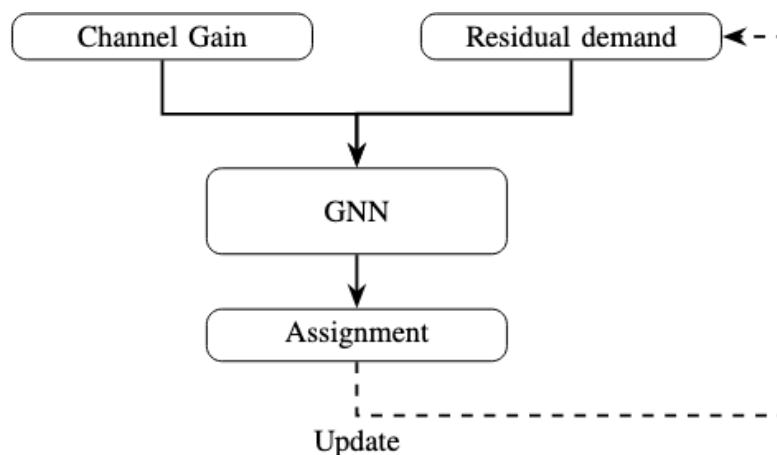 Channel Gain
Residual demand
GNN
Assignment
Update